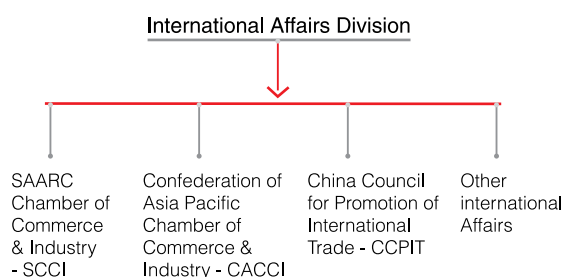 International Affairs Division
SAARC
Chamber of
Commerce
& Industry
- SCCI
Confederation of
Asia Pacific
Chamber of
Commerce &
Industry - CACCI
China Council
for Promotion of
International
Trade - CCPIT
Other
international
Affairs